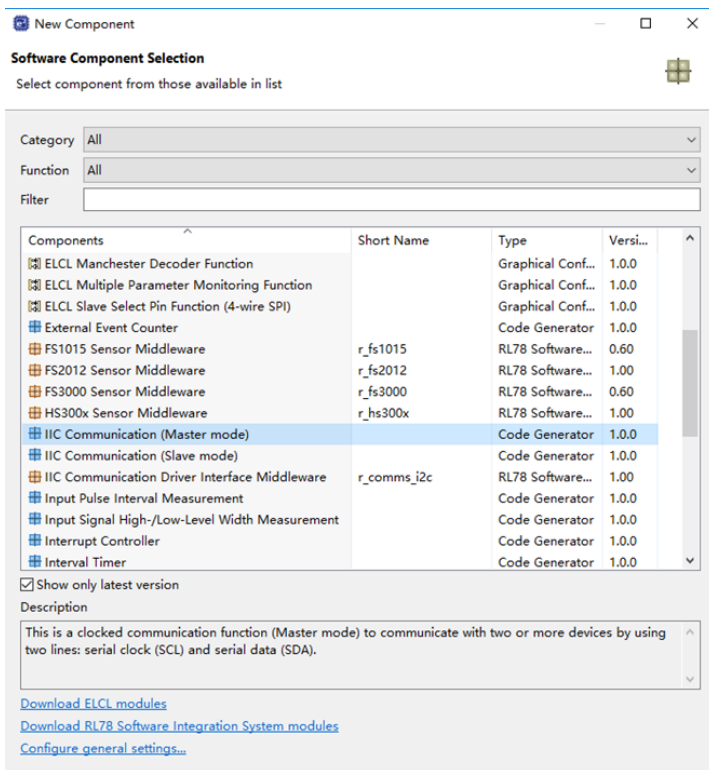 New Component
Software Component Selection
Select component from those available in list
Category All
Function All
Filter
Components Short Name Type Versi...
ELCL Manchester Decoder Function Graphical Conf... 1.0.0
ELCL Multiple Parameter Monitoring Function Graphical Conf... 1.0.0
ELCL Slave Select Pin Function (4-wire SPI) Graphical Conf... 1.0.0
External Event Counter Code Generator 1.0.0
FS1015 Sensor Middleware r_fs1015 RL78 Software... 0.60
FS2012 Sensor Middleware r_fs2012 RL78 Software... 1.00
FS3000 Sensor Middleware r_fs3000 RL78 Software... 0.60
HS300x Sensor Middleware r_hs300x RL78 Software... 1.00
IIC Communication (Master mode) Code Generator 1.0.0
IIC Communication (Slave mode) Code Generator 1.0.0
IIC Communication Driver Interface Middleware r_comms_i2c RL78 Software... 1.00
Input Pulse Interval Measurement Code Generator 1.0.0
Input Signal High-/Low-Level Width Measurement Code Generator 1.0.0
Interrupt Controller Code Generator 1.0.0
Interval Timer Code Generator 1.0.0
Show only latest version
Description
This is a clocked communication function (Master mode) to communicate with two or more devices by using
two lines: serial clock (SCL) and serial data (SDA).
Download ELCL modules
Download RL78 Software Integration System modules
Configure general settings...